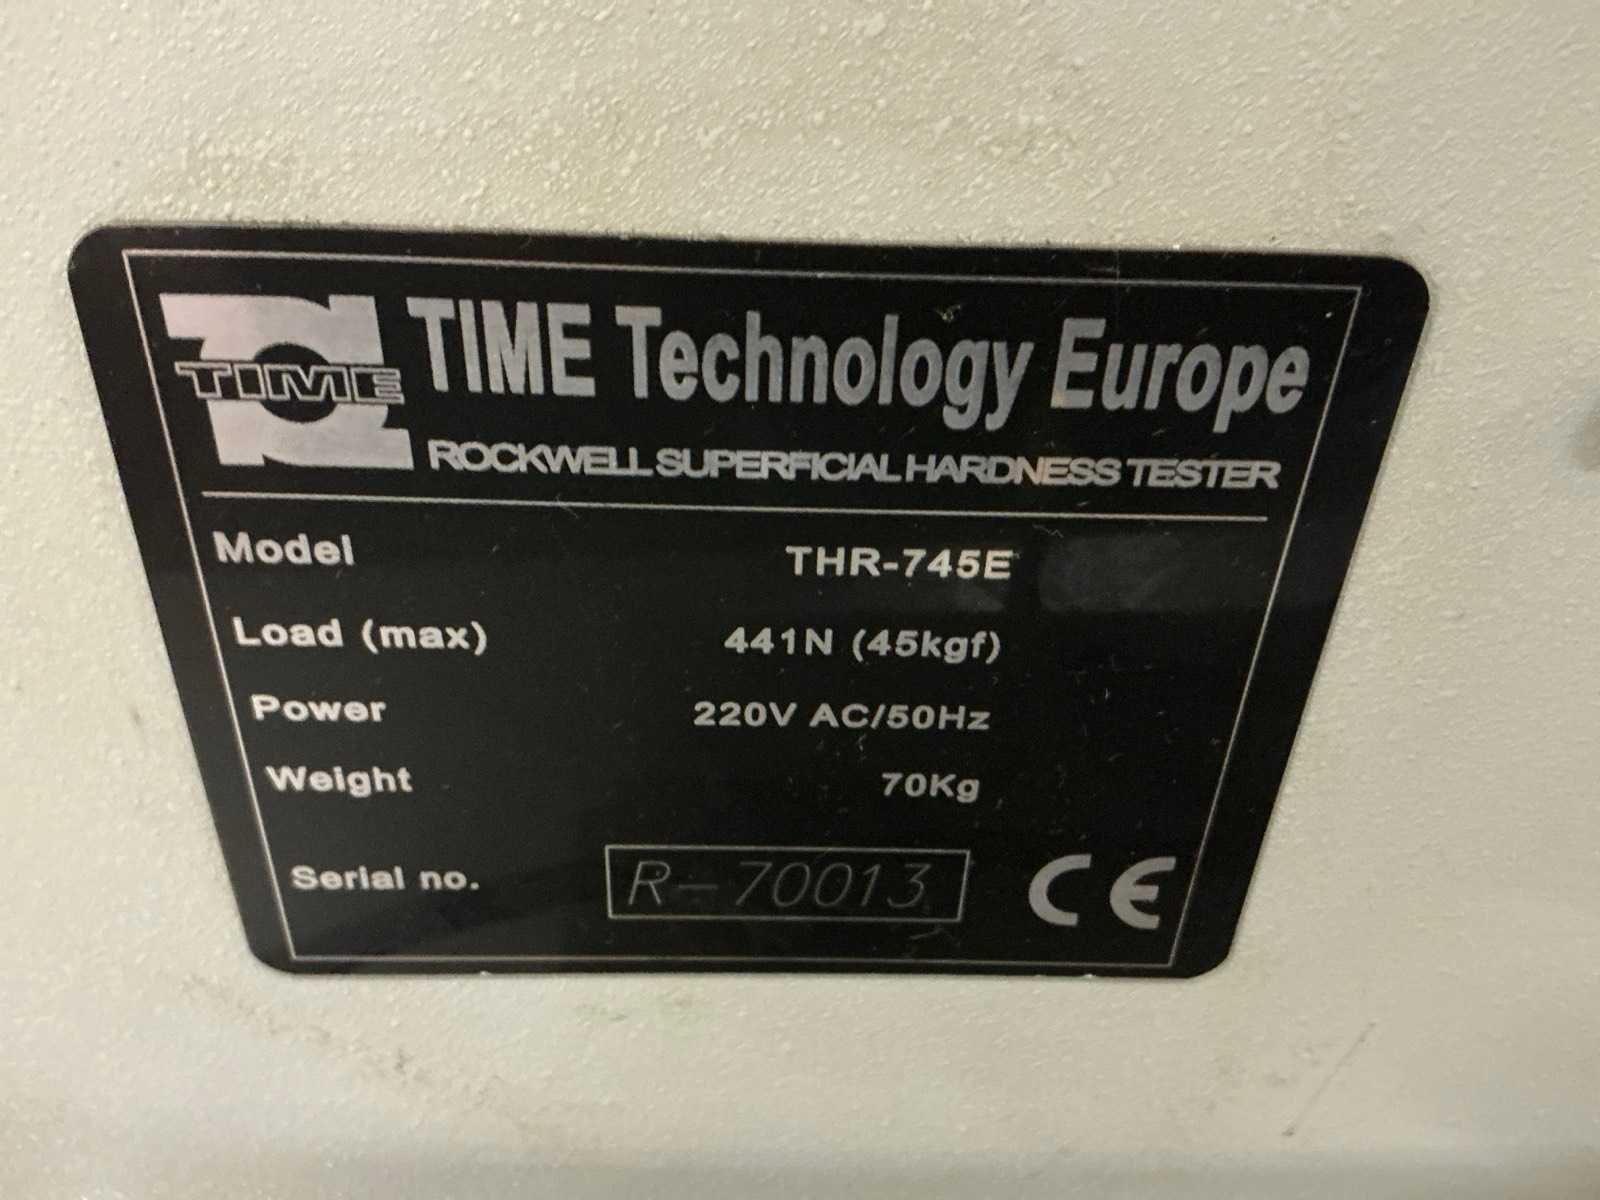 TIME TIME Technology Europe
ROCKWELL SUPERFICIAL HARDNESS TESTER
Model THR-745E
Load (max) 441N (45kgf)
Power 220V AC/50Hz
Weight 70Kg
Serial no. R-70013 CE